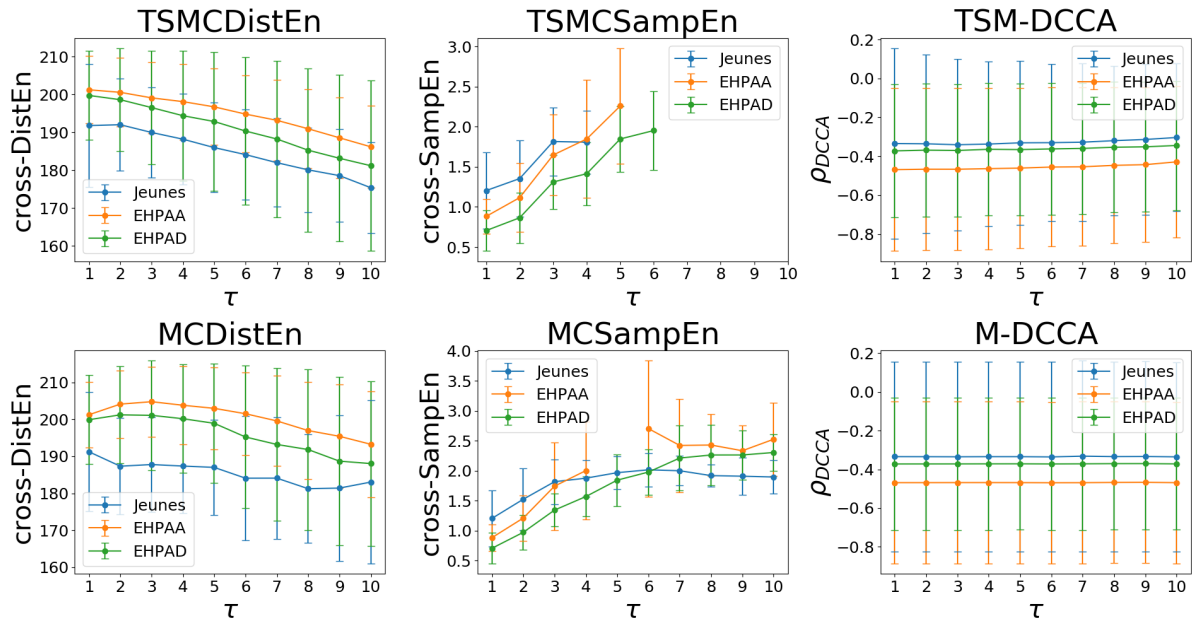 TSMCDistEn
cross-DistEn
210
200
190
180
170
160
Jeunes
EHPAA
EHPAD
1 2 3 4 5 6 7 8 9 10
τ
TSMCSampEn
cross-SampEn
3.0
2.5
2.0
1.5
1.0
0.5
Jeunes
EHPAA
EHPAD
1 2 3 4 5 6 7 8 9 10
τ
TSM-DCCA
ρDCCA
0.2
0.0
−0.2
−0.4
−0.6
−0.8
Jeunes
EHPAA
EHPAD
1 2 3 4 5 6 7 8 9 10
τ
MCDistEn
cross-DistEn
210
200
190
180
170
160
Jeunes
EHPAA
EHPAD
1 2 3 4 5 6 7 8 9 10
τ
MCSampEn
cross-SampEn
4.0
3.5
3.0
2.5
2.0
1.5
1.0
0.5
Jeunes
EHPAA
EHPAD
1 2 3 4 5 6 7 8 9 10
τ
M-DCCA
ρDCCA
0.2
0.0
−0.2
−0.4
−0.6
−0.8
Jeunes
EHPAA
EHPAD
1 2 3 4 5 6 7 8 9 10
τ